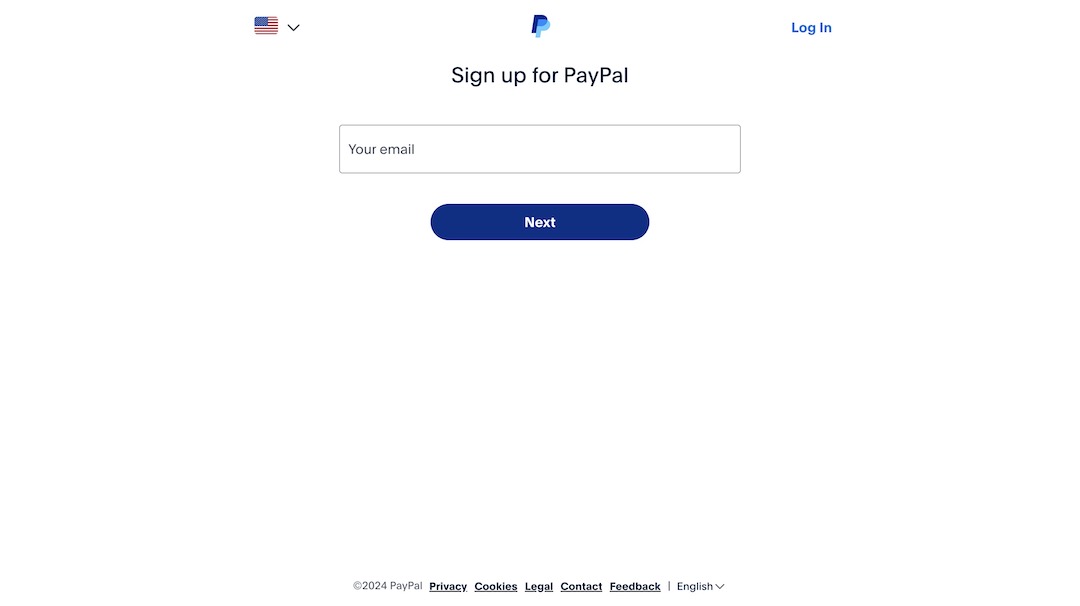 Log In
Sign up for PayPal
Your email
Next
©2024 PayPal Privacy Cookies Legal Contact Feedback | English